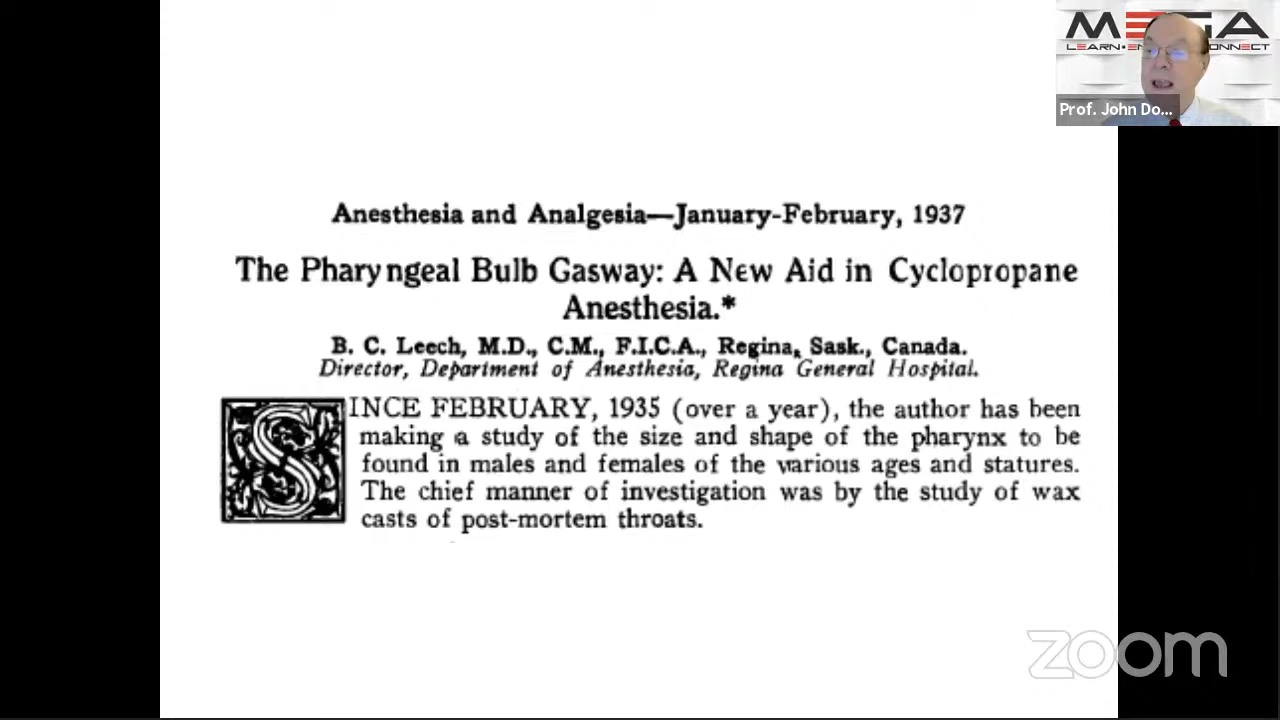 MEGA
Prof. John Do...
Anesthesia and Analgesia—January-February, 1937
The Pharyngeal Bulb Gasway: A New Aid in Cyclopropane
Anesthesia.*
B. C. Leech, M.D., C.M., F.I.C.A., Regina, Sask., Canada.
Director, Department of Anesthesia, Regina General Hospital.
SINCE FEBRUARY, 1935 (over a year), the author has been
making a study of the size and shape of the pharynx to be
found in males and females of the various ages and statures.
The chief manner of investigation was by the study of wax
casts of post-mortem throats.
zoom